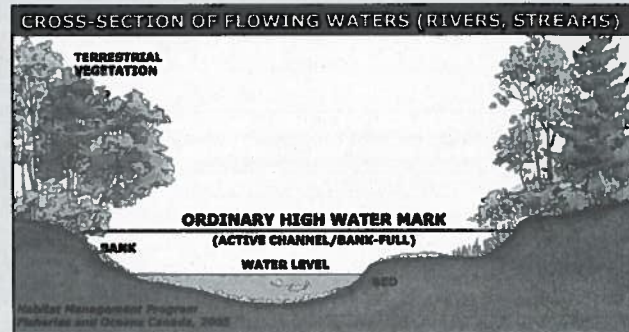 CROSS-SECTION OF FLOWING WATERS (RIVERS, STREAMS)
TERRESTRIAL
VEGETATION
ORDINARY HIGH WATER MARK
(ACTIVE CHANNEL/BANK-FULL)
BANK
WATER LEVEL
BED
Habitat Management Program
Fisheries and Oceans Canada,